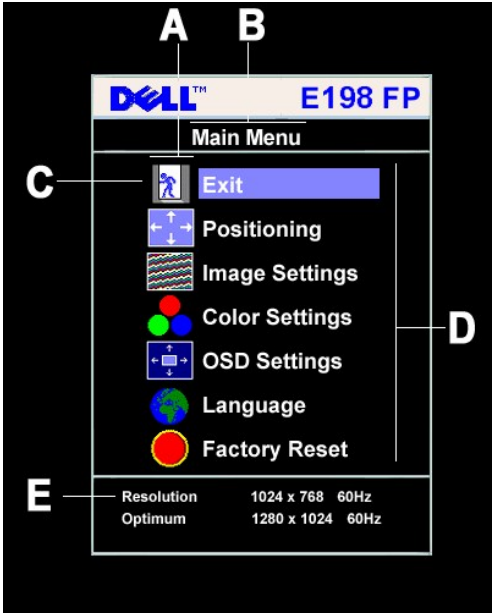 A B
DELL™ E198 FP
Main Menu
C
Exit
Positioning
Image Settings
Color Settings
D
OSD Settings
Language
Factory Reset
E
Resolution 1024 x 768 60Hz
Optimum 1280 x 1024 60Hz